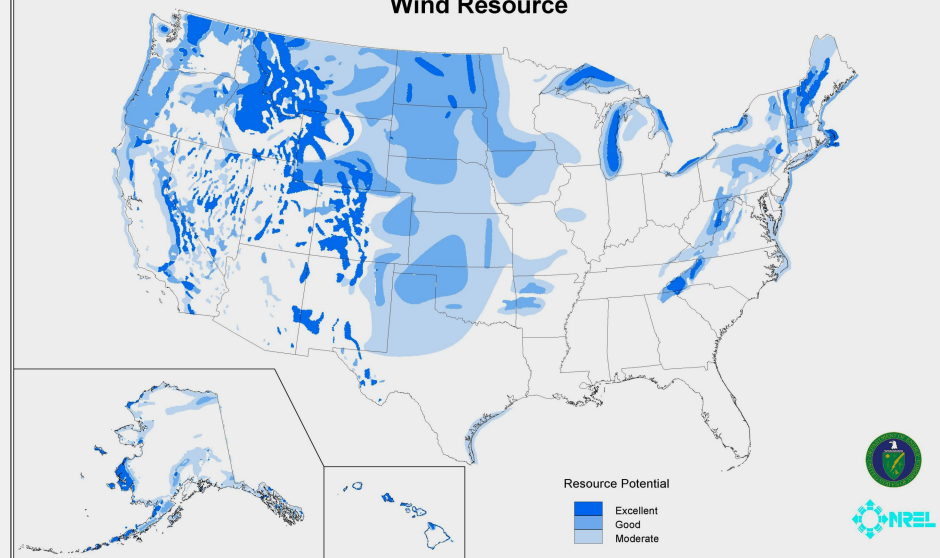 Wind Resource
Resource Potential
Excellent
Good
Moderate
NREL